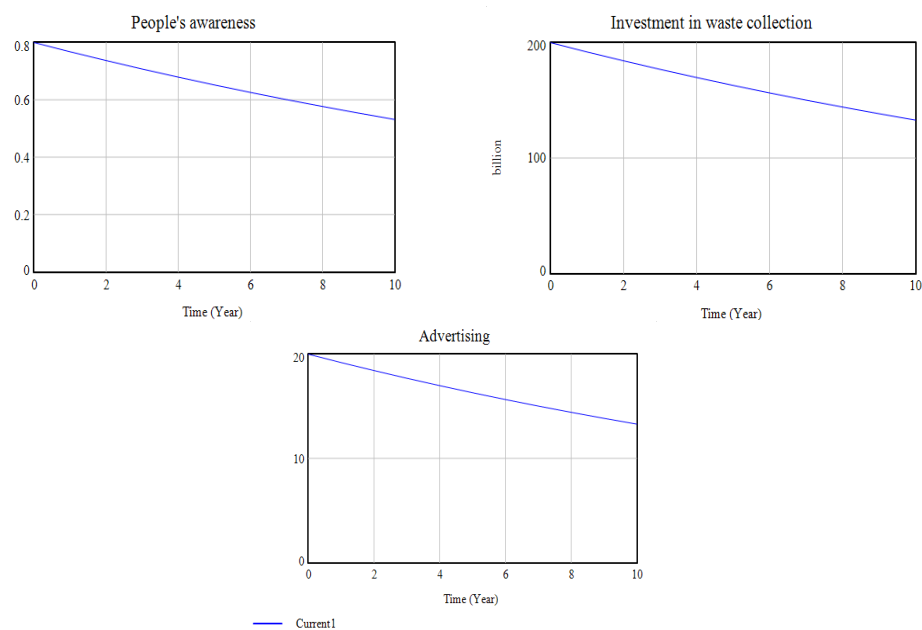 People's awareness
0.8
0.6
0.4
0.2
0
0 2 4 6 8 10
Time (Year)
Investment in waste collection
billion
200
100
0
0 2 4 6 8 10
Time (Year)
Advertising
20
10
0
0 2 4 6 8 10
Time (Year)
Current1